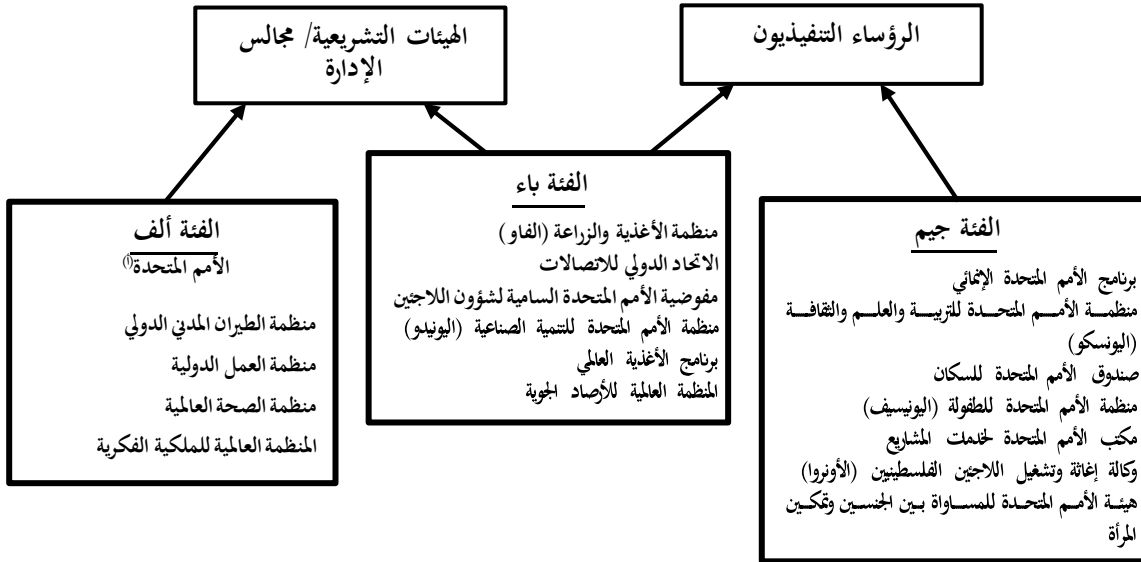 الهيئات التشريعية/ مجالس
الإدارة
الرؤساء التنفيذيون
الفئة ألف
الأمم المتحدة(أ)
منظمة الطيران المدني الدولي
منظمة العمل الدولية
منظمة الصحة العالمية
المنظمة العالمية للملكية الفكرية
الفئة باء
منظمة الأغذية والزراعة (الفاو)
الاتحاد الدولي للاتصالات
مفوضية الأمم المتحدة السامية لشؤون اللاجئين
منظمة الأمم المتحدة للتنمية الصناعية (اليونيدو)
برنامج الأغذية العالمي
المنظمة العالمية للأرصاد الجوية
الفئة جيم
برنامج الأمم المتحدة الإنمائي
منظمة الأمم المتحدة للتربية والعلم والثقافة
(اليونسكو)
صندوق الأمم المتحدة للسكان
منظمة الأمم المتحدة للطفولة (اليونيسيف)
مكتب الأمم المتحدة لخدمات المشاريع
وكالة إغاثة وتشغيل اللاجئين الفلسطينيين (الأونروا)
هيئة الأمم المتحدة للمساواة بين الجنسين وتمكين
المرأة